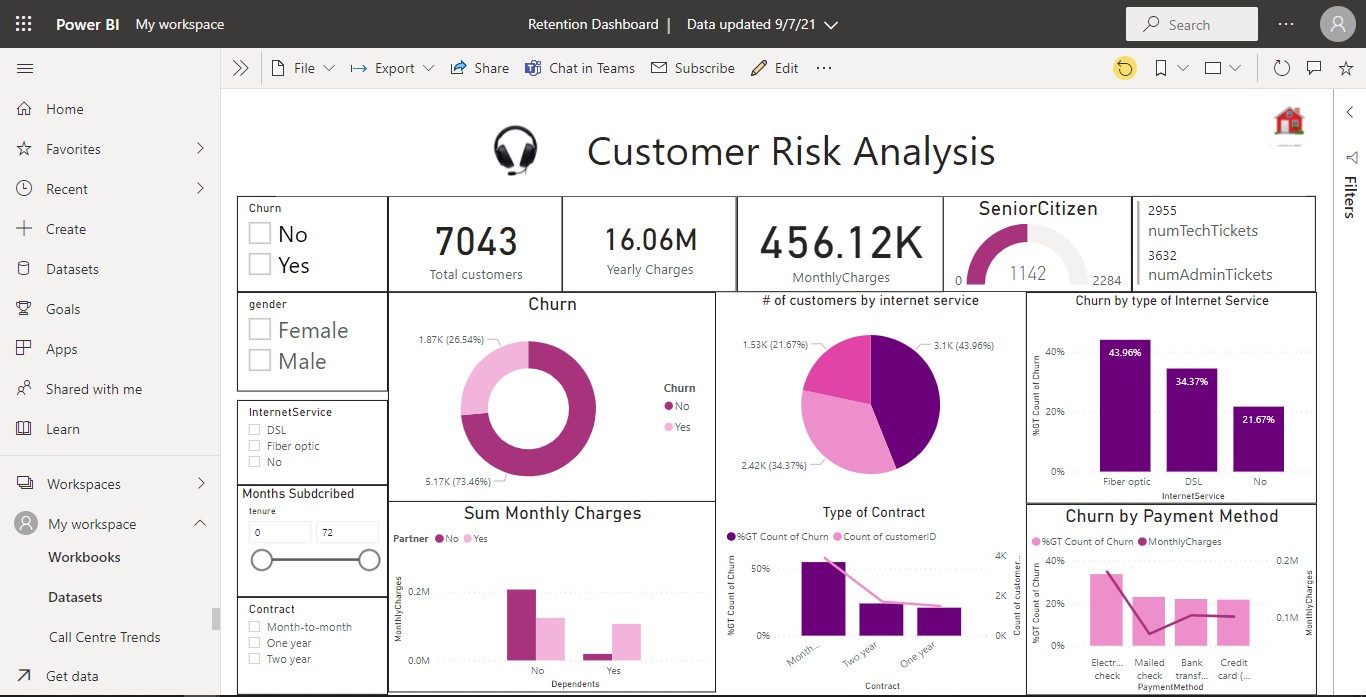 Power BI My workspace
Retention Dashboard | Data updated 9/7/21
Search
File Export Share Chat in Teams Subscribe Edit
Home
Favorites
Recent
Create
Datasets
Goals
Apps
Shared with me
Learn
Workspaces
My workspace
Workbooks
Datasets
Call Centre Trends
Get data
Filters
Customer Risk Analysis
Churn
No
Yes
7043
Total customers
16.06M
Yearly Charges
456.12K
MonthlyCharges
SeniorCitizen
0 1142 2284
2955
numTechTickets
3632
numAdminTickets
gender
Female
Male
InternetService
DSL
Fiber optic
No
Months Subdcribed
tenure
0 72
Contract
Month-to-month
One year
Two year
Churn
1.87K (26.54%)
5.17K (73.46%)
Churn
No
Yes
# of customers by internet service
1.53K (21.67%)
3.1K (43.96%)
2.42K (34.37%)
Churn by type of Internet Service
%GT Count of Churn
40%
20%
0%
43.96%
34.37%
21.67%
Fiber optic DSL No
InternetService
Sum Monthly Charges
Partner No Yes
MonthlyCharges
0.2M
0.0M
No Yes
Dependents
Type of Contract
%GT Count of Churn Count of customerID
%GT Count of Churn
50%
0%
4K
2K
0K
Count of customer...
Month... Two year One year
Contract
Churn by Payment Method
%GT Count of Churn MonthlyCharges
%GT Count of Churn
40%
20%
0%
0.2M
0.1M
MonthlyCharges
Electr... Mailed Bank Credit
check check transf... card (...
PaymentMethod